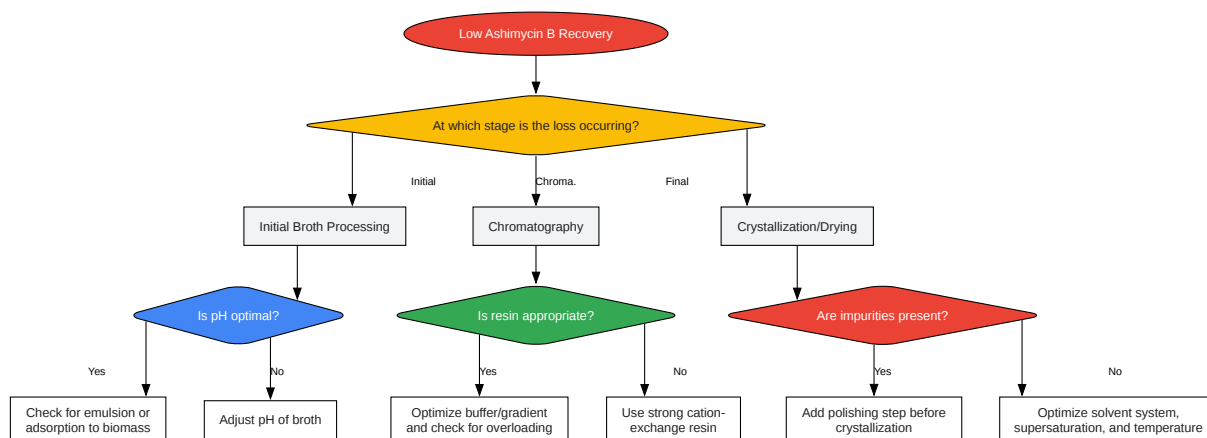 Low Ashimycin B Recovery
At which stage is the loss occurring?
Initial
Chroma.
Final
Initial Broth Processing
Chromatography
Crystallization/Drying
Is pH optimal?
Is resin appropriate?
Are impurities present?
Yes
No
Yes
No
Yes
No
Check for emulsion or
adsorption to biomass
Adjust pH of broth
Optimize buffer/gradient
and check for overloading
Use strong cation-
exchange resin
Add polishing step before
crystallization
Optimize solvent system,
supersaturation, and temperature